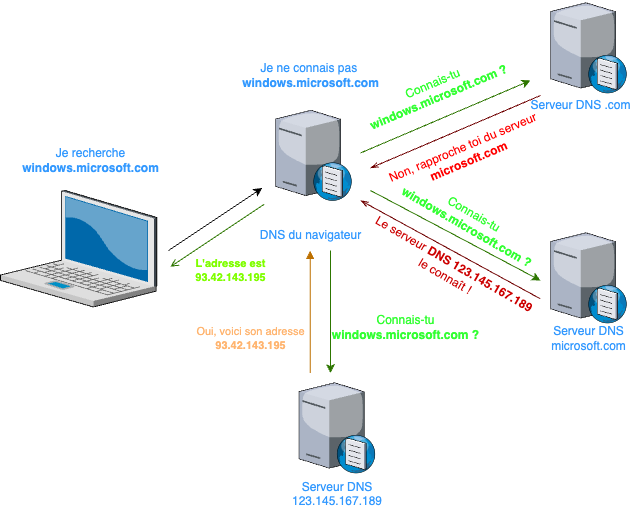 Je ne connais pas
windows.microsoft.com
Connais-tu
windows.microsoft.com ?
Serveur DNS .com
Non, rapproche toi du serveur
microsoft.com
Je recherche
windows.microsoft.com
Connais-tu
windows.microsoft.com ?
DNS du navigateur
Le serveur DNS 123.145.167.189
le connaît !
L'adresse est
93.42.143.195
Serveur DNS
microsoft.com
Oui, voici son adresse
93.42.143.195
Connais-tu
windows.microsoft.com ?
Serveur DNS
123.145.167.189